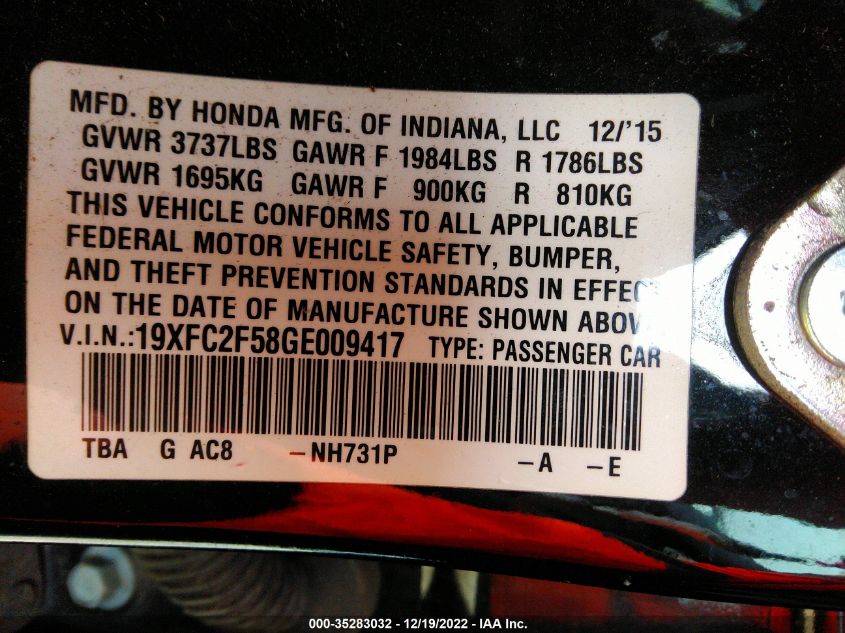 MFD. BY HONDA MFG. OF INDIANA, LLC 12/'15
GVWR 3737LBS GAWR F 1984LBS R 1786LBS
GVWR 1695KG GAWR F 900KG R 810KG
THIS VEHICLE CONFORMS TO ALL APPLICABLE
FEDERAL MOTOR VEHICLE SAFETY, BUMPER,
AND THEFT PREVENTION STANDARDS IN EFFEC
ON THE DATE OF MANUFACTURE SHOWN ABOV
V.I.N.:19XFC2F58GE009417 TYPE: PASSENGER CAR
TBA G AC8 -NH731P -A -E
000-35283032 - 12/19/2022 - IAA Inc.